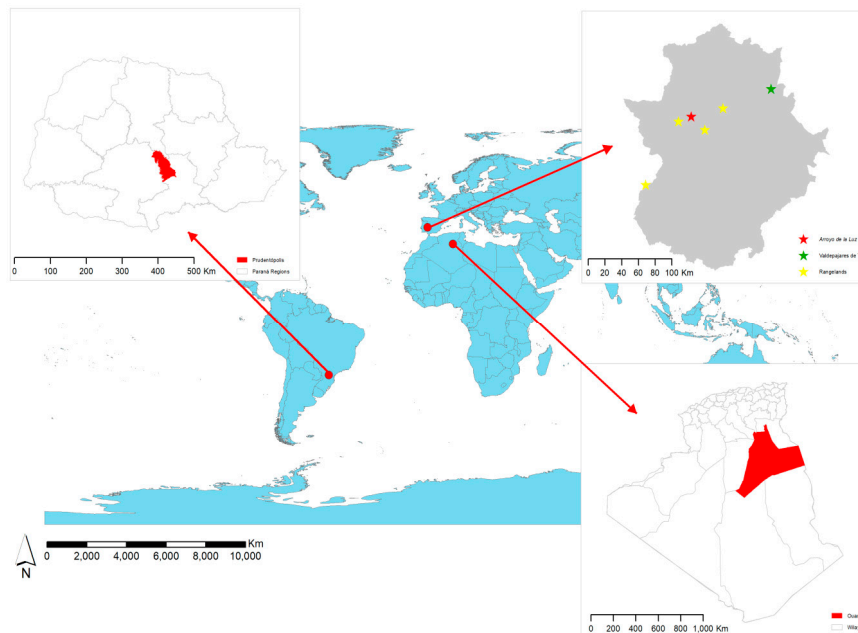 0 100 200 300 400 500 Km
Prudentópolis
Paraná Regions
Arroyo de la Luz
Valdepajares de
Rangelands
0 20 40 60 80 100 Km
0 200 400 600 800 1,000 Km
Km
0 2,000 4,000 6,000 8,000 10,000
N